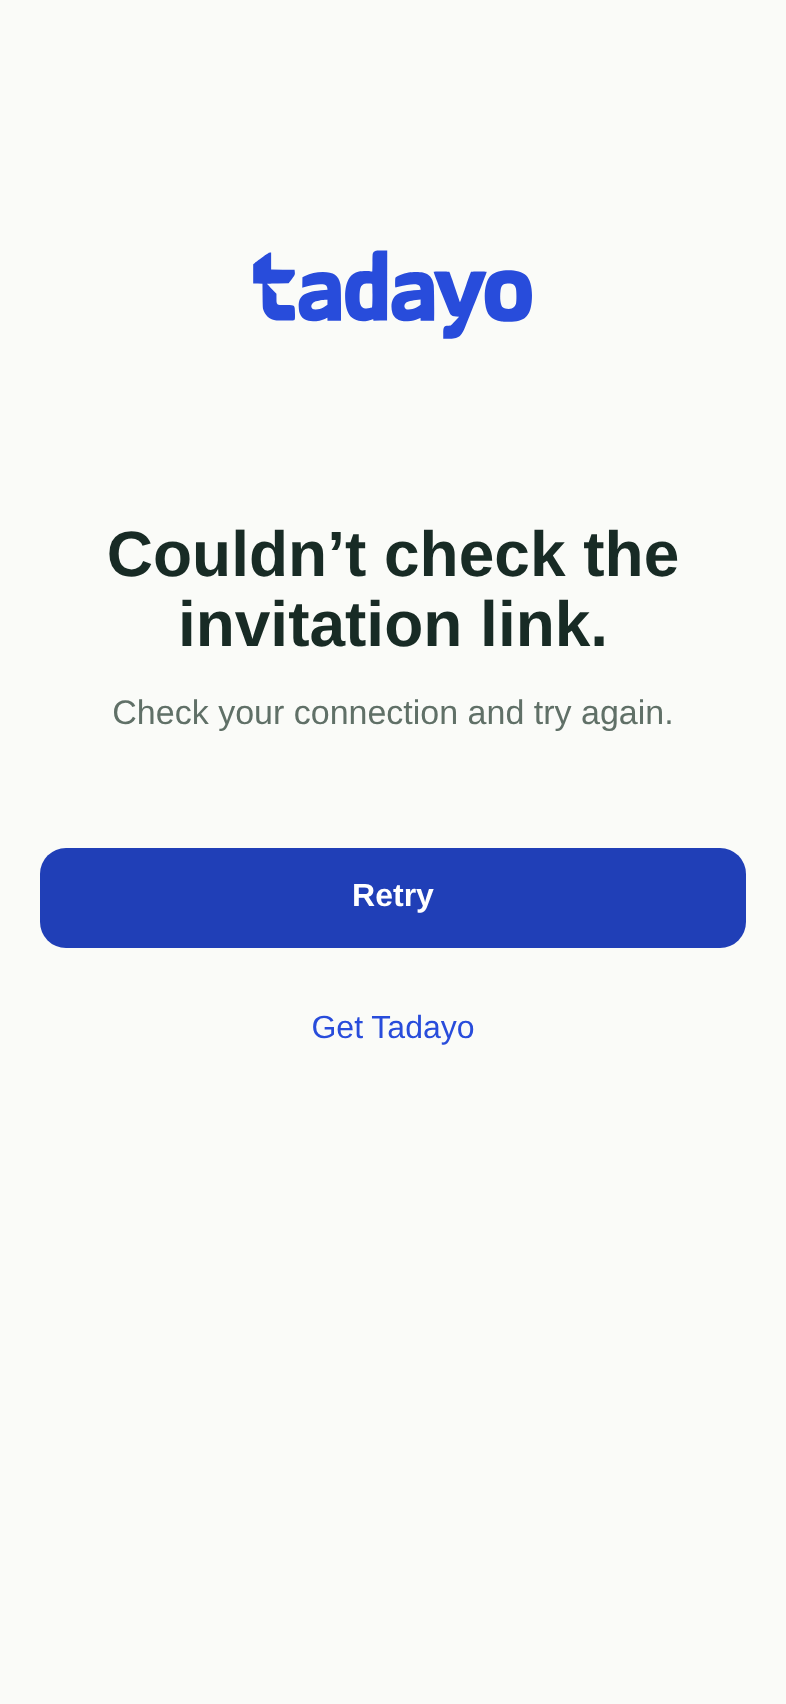 tadayo
Couldn’t check the
invitation link.
Check your connection and try again.
Retry
Get Tadayo